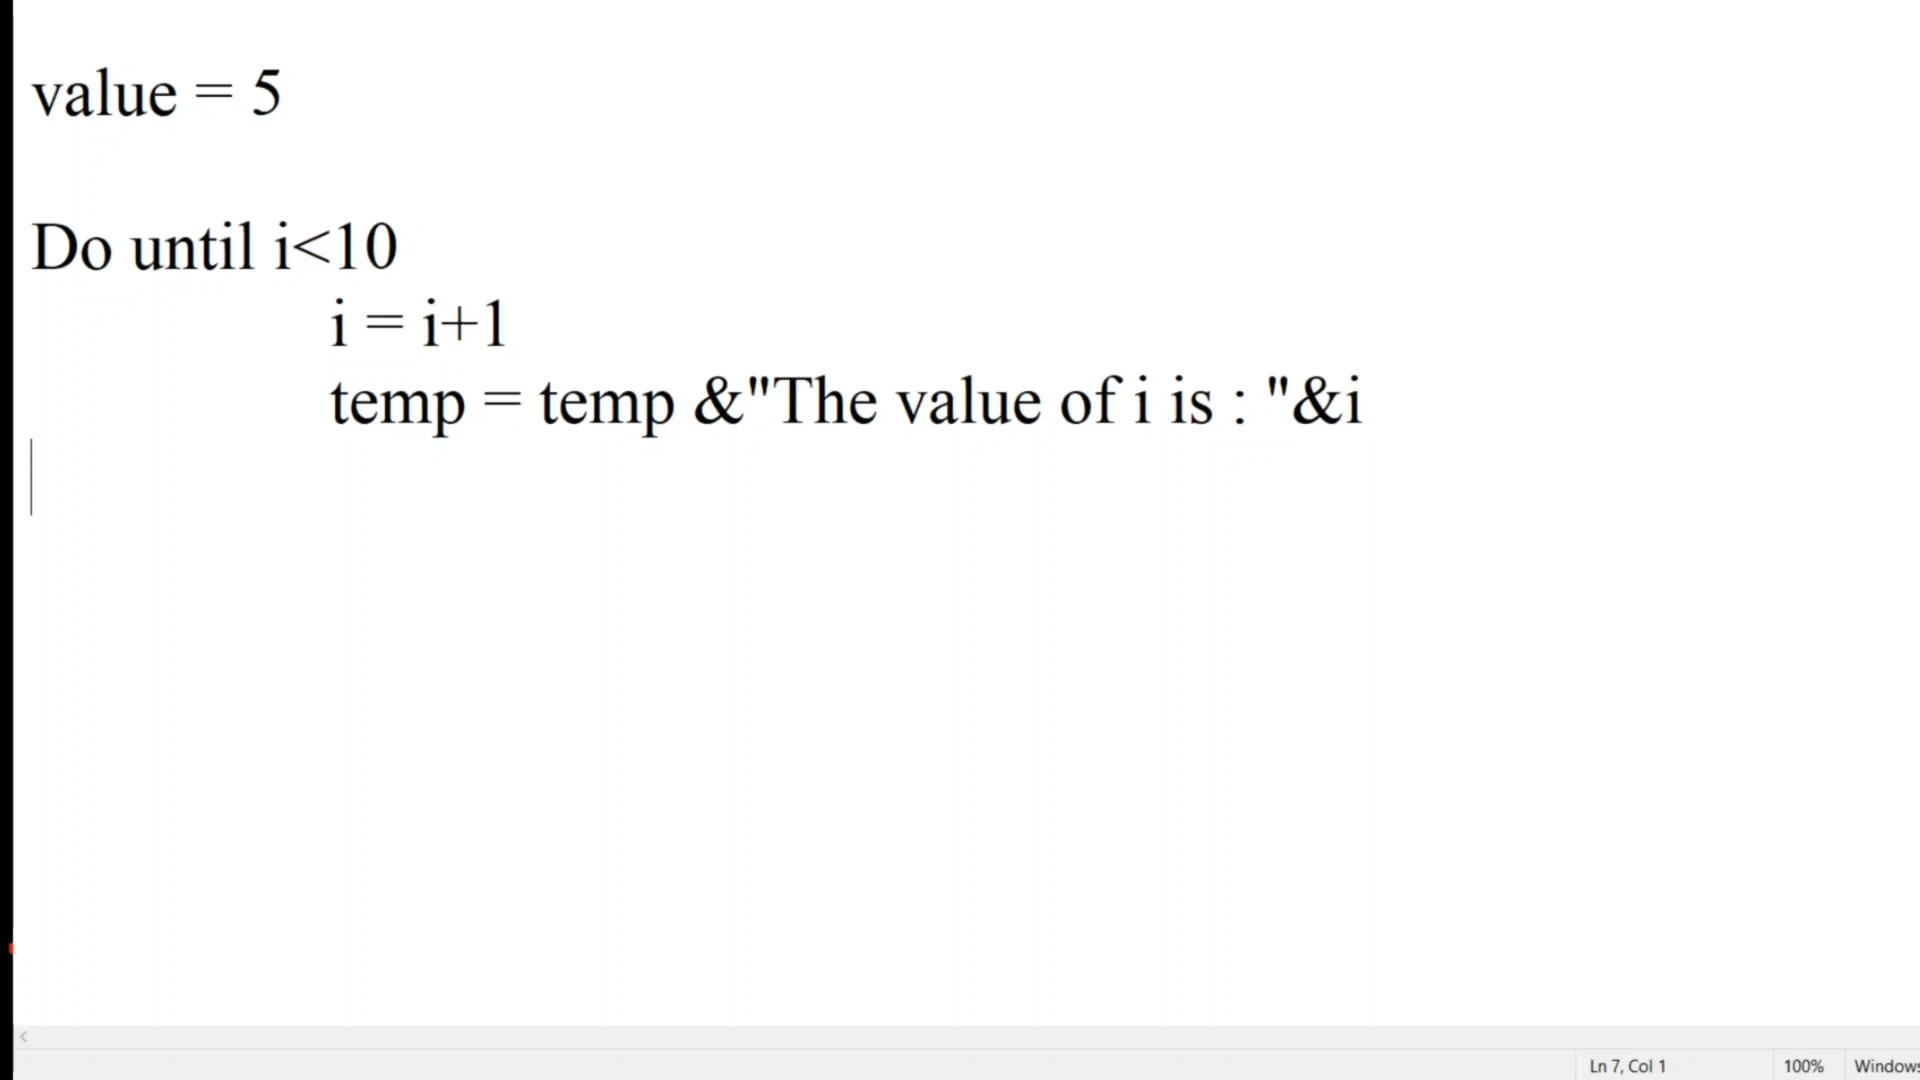 value = 5
Do until i<10
i = i+1
temp = temp &"The value of i is : "&i
Ln 7, Col 1
100%
Windows